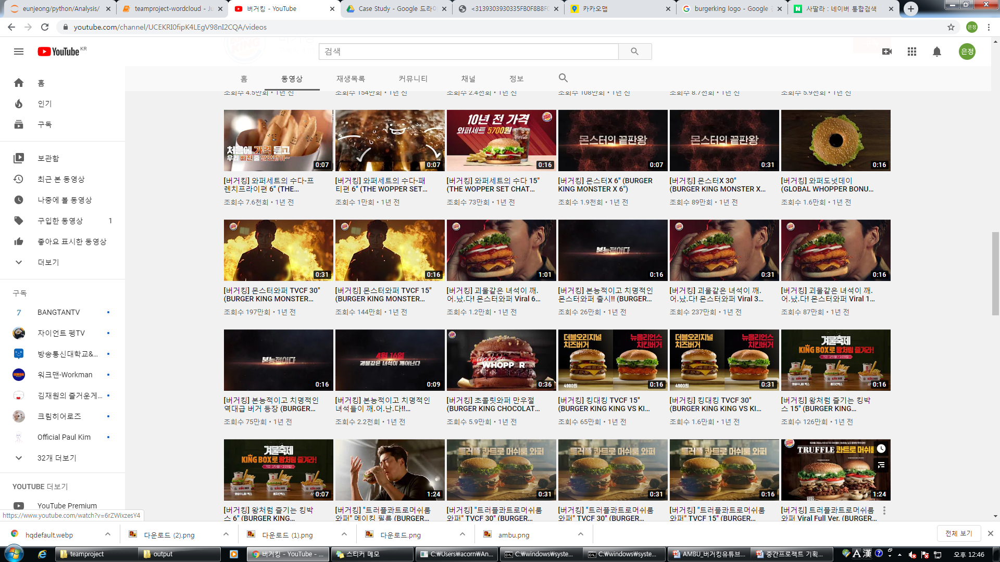 eunjeong/python/Analysis/
teamproject-wordcloud - Ju
버거킹 - YouTube
Case Study - Google 드라이
<3139303930335FB0F8B8F0
카카오맵
burgerking logo - Google
사딸라 : 네이버 통합검색
youtube.com/channel/UCEKRI0fipK4LEgV98nI2CQA/videos
은정
YouTube KR
검색
은정
홈
인기
구독
보관함
최근 본 동영상
나중에 볼 동영상
구입한 동영상 1
좋아요 표시한 동영상
더보기
구독
BANGTANTV
자이언트 펭TV
방송통신대학교&...
워크맨-Workman
김재원의 즐거운게...
크림히어로즈
Official Paul Kim
32개 더보기
YOUTUBE 더보기
YouTube Premium
https://www.youtube.com/watch?v=6rZWixzesY4
홈 동영상 재생목록 커뮤니티 채널 정보
조회수 4.5만회 • 1년 전
조회수 154만회 • 1년 전
조회수 2.4천회 • 1년 전
조회수 108만회 • 1년 전
조회수 8.7천회 • 1년 전
조회수 5.9천회 • 1년 전
처음에 가격 듣고
우리 빠진 줄 알았잖아~
0:07
[버거킹] 와퍼세트의 수다-프
렌치프라이편 6" (THE...
조회수 7.6천회 • 1년 전
0:07
[버거킹] 와퍼세트의 수다-패
티편 6" (THE WOPPER SET...
조회수 1만회 • 1년 전
10년 전 가격
와퍼세트 5700원
0:16
[버거킹] 와퍼세트의 수다 15"
(THE WOPPER SET CHAT...
조회수 73만회 • 1년 전
몬스터의 끝판왕
0:07
[버거킹] 몬스터X 6" (BURGER
KING MONSTER X 6")
조회수 1.9천회 • 1년 전
몬스터의 끝판왕
0:31
[버거킹] 몬스터X 30"
(BURGER KING MONSTER X...
조회수 89만회 • 1년 전
0:16
[버거킹] 와퍼도넛데이
(GLOBAL WHOPPER BONU...
조회수 1.6만회 • 1년 전
0:31
[버거킹] 몬스터와퍼 TVCF 30"
(BURGER KING MONSTER...
조회수 197만회 • 1년 전
0:16
[버거킹] 몬스터와퍼 TVCF 15"
(BURGER KING MONSTER...
조회수 144만회 • 1년 전
1:01
[버거킹] 괴물같은 녀석이 깨.
어.났.다! 몬스터와퍼 Viral 6...
조회수 1.2만회 • 1년 전
본능적이다
0:16
[버거킹] 본능적이고 치명적인
몬스터와퍼 출시!! (BURGER...
조회수 26만회 • 1년 전
0:31
[버거킹] 괴물같은 녀석이 깨.
어.났.다! 몬스터와퍼 Viral 3...
조회수 237만회 • 1년 전
0:16
[버거킹] 괴물같은 녀석이 깨.
어.났.다! 몬스터와퍼 Viral 1...
조회수 87만회 • 1년 전
본능적이다
0:16
[버거킹] 본능적이고 치명적인
역대급 버거 등장 (BURGER...
조회수 75만회 • 1년 전
4월 16일
괴물같은 녀석이 깨어난다
0:09
[버거킹] 본능적이고 치명적인
녀석들이 깨.어.난.다!!...
조회수 2.2천회 • 1년 전
chocloate
WHOPPER
0:36
[버거킹] 초콜릿와퍼 만우절
(BURGER KING CHOCOLAT...
조회수 5.9만회 • 1년 전
더블오리지널
치즈버거
뉴올리언스
치킨버거
4900원
0:16
[버거킹] 킹대킹 TVCF 15"
(BURGER KING KING VS KI...
조회수 65만회 • 1년 전
더블오리지널
치즈버거
뉴올리언스
치킨버거
4900원
0:31
[버거킹] 킹대킹 TVCF 30"
(BURGER KING KING VS KI...
조회수 1.6만회 • 1년 전
겨울축제
KING BOX로 왕처럼 즐겨라!
0:16
[버거킹] 왕처럼 즐기는 킹박
스 15" (BURGER KING...
조회수 126만회 • 1년 전
겨울축제
KING BOX로 왕처럼 즐겨라!
0:07
[버거킹] 왕처럼 즐기는 킹박
스 6" (BURGER KING...
1:24
[버거킹] "트러플콰트로머쉬룸
와퍼" 메이킹 필름 (BURGER...
트러플 콰트로 머쉬룸 와퍼
0:31
[버거킹] "트러플콰트로머쉬룸
와퍼" TVCF 30" (BURGER...
트러플 콰트로 머쉬룸 와퍼
0:31
[버거킹] "트러플콰트로머쉬룸
와퍼" TVCF 30" (BURGER...
트러플 콰트로 머쉬룸 와퍼
0:16
[버거킹] "트러플콰트로머쉬룸
와퍼" TVCF 15" (BURGER...
TRUFFLE 콰트로 머쉬룸
1:24
[버거킹] 트러플콰트로머쉬룸
와퍼 Viral Full Ver. (BURGER...
hqdefault.webp
다운로드 (2).png
다운로드 (1).png
다운로드.png
ambu.png
전체 보기
teamproject
output
버거킹 - YouTube - ...
스티커 메모
C:￦Users￦acorn￦An...
C:￦windows￦syste...
C:￦windows￦syste...
AMBU_버거킹유튜브...
중간프로젝트 기획...
A 漢
오후 12:46